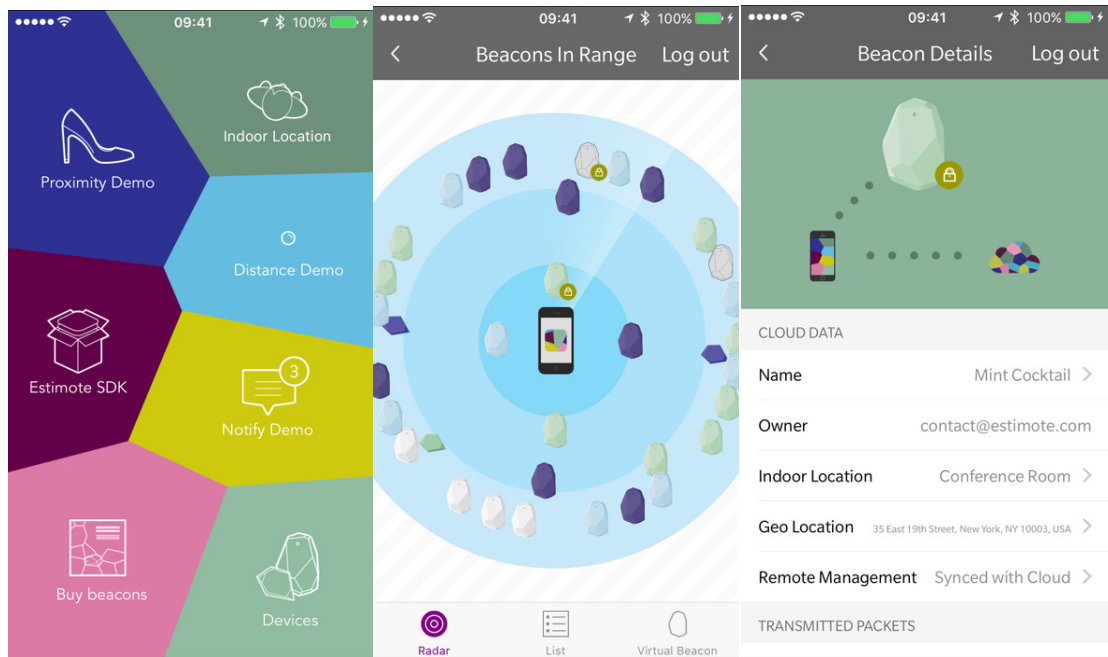 09:41 100%
Indoor Location
Proximity Demo
Distance Demo
Estimote SDK
3
Notify Demo
Buy beacons
Devices
09:41 100%
Beacons In Range Log out
Radar List Virtual Beacon
09:41 100%
Beacon Details Log out
CLOUD DATA
Name Mint Cocktail
Owner contact@estimote.com
Indoor Location Conference Room
Geo Location 35 East 19th Street, New York, NY 10003, USA
Remote Management Synced with Cloud
TRANSMITTED PACKETS